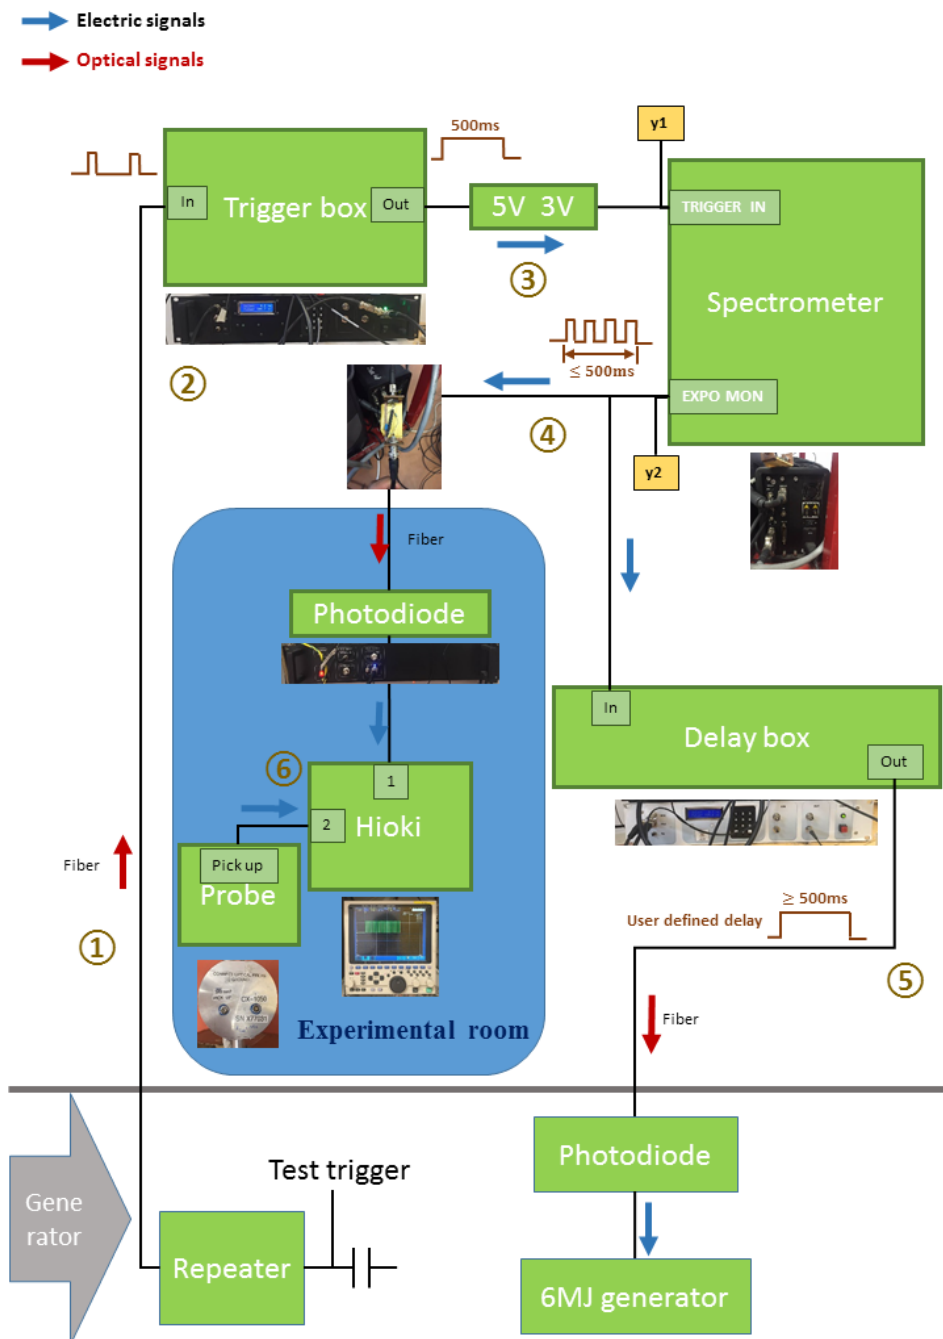 Electric signals
Optical signals
500ms
y1
In
Trigger box
Out
5V 3V
TRIGGER IN
③
Spectrometer
≤ 500ms
②
EXPO MON
④
y2
Fiber
Photodiode
In
Delay box
Out
⑥
1
2
Hioki
Pick up
Probe
Fiber
≥ 500ms
User defined delay
①
⑤
CX-1050
Experimental room
Fiber
Photodiode
Test trigger
Gene
rator
Repeater
6MJ generator